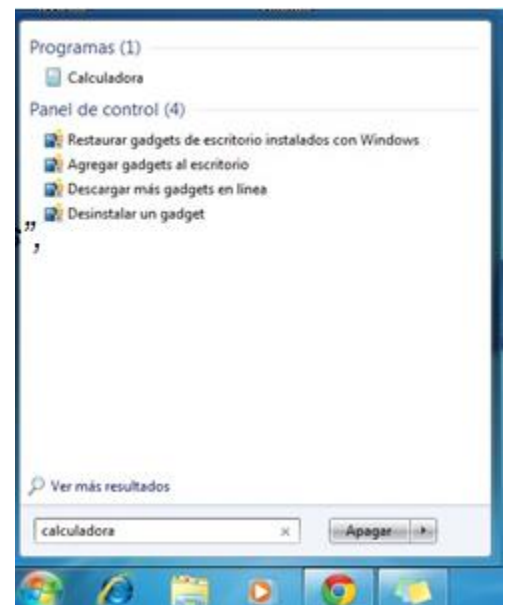 Programas (1)
Calculadora
Panel de control (4)
Restaurar gadgets de escritorio instalados con Windows
Agregar gadgets al escritorio
Descargar más gadgets en línea
Desinstalar un gadget
”,
Ver más resultados
calculadora
Apagar